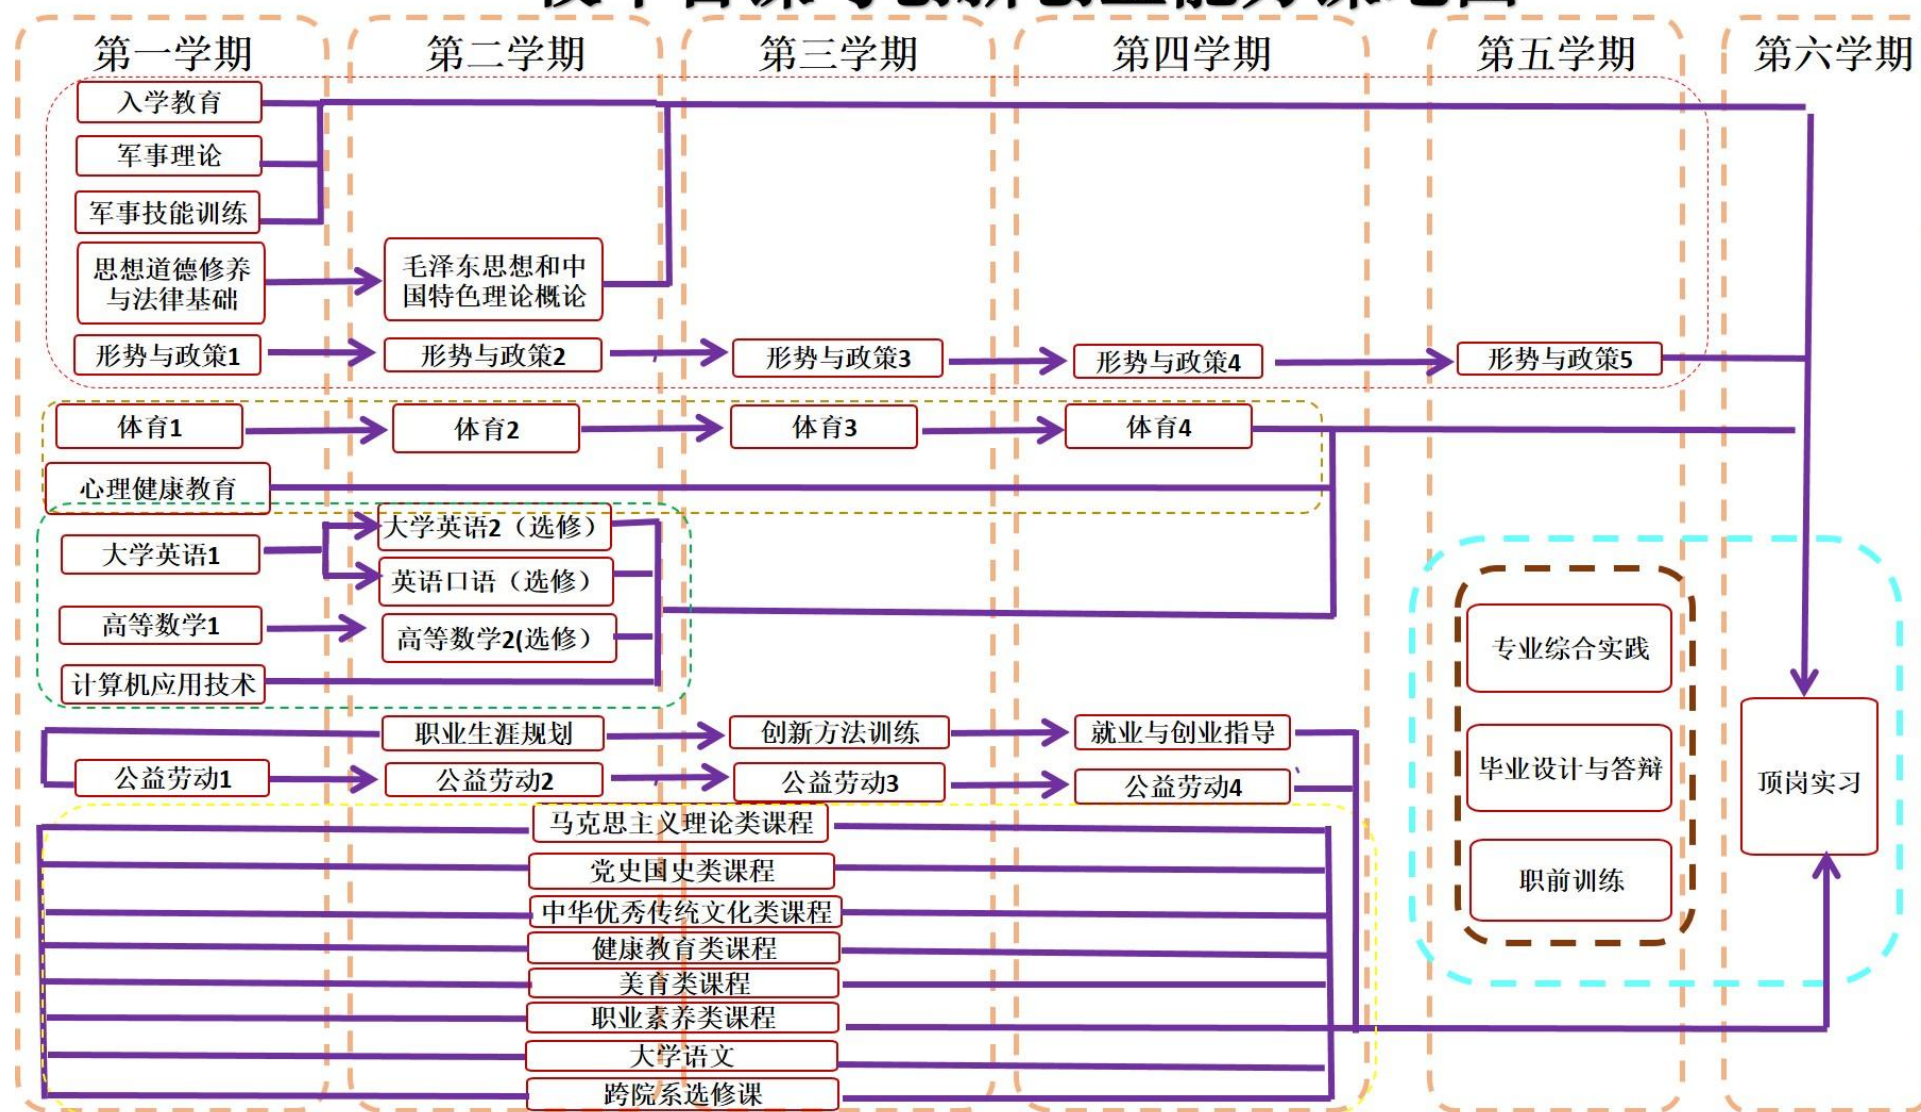 第一学期
第二学期
第三学期
第四学期
第五学期
第六学期
入学教育
军事理论
军事技能训练
思想道德修养
与法律基础
毛泽东思想和中
国特色理论概论
形势与政策1
形势与政策2
形势与政策3
形势与政策4
形势与政策5
体育1
体育2
体育3
体育4
心理健康教育
大学英语1
大学英语2（选修）
英语口语（选修）
高等数学1
高等数学2(选修）
计算机应用技术
职业生涯规划
创新方法训练
就业与创业指导
公益劳动1
公益劳动2
公益劳动3
公益劳动4
马克思主义理论类课程
党史国史类课程
中华优秀传统文化类课程
健康教育类课程
美育类课程
职业素养类课程
大学语文
跨院系选修课
专业综合实践
毕业设计与答辩
职前训练
顶岗实习